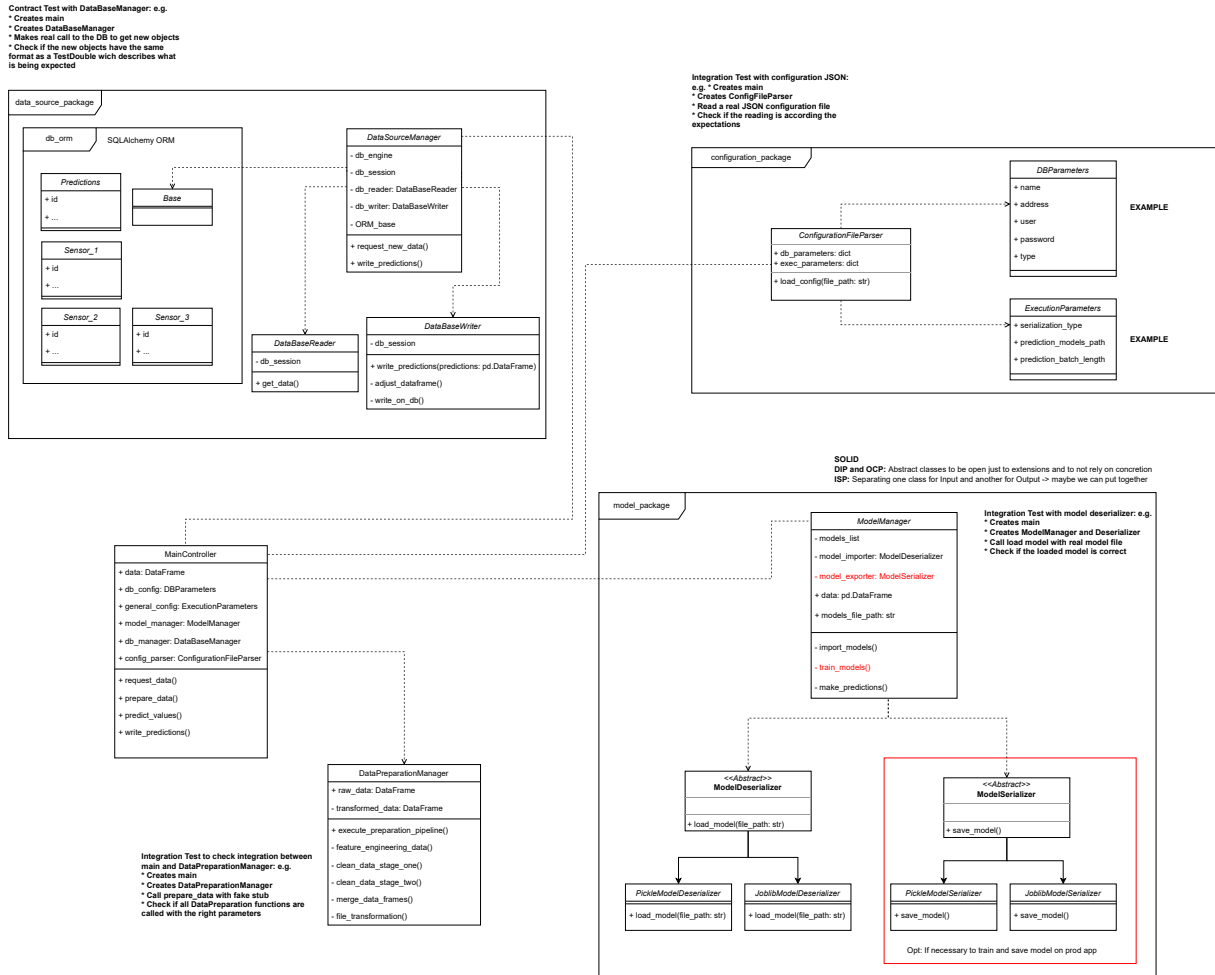 Contract Test with DataBaseManager: e.g.
* Creates main
* Creates DataBaseManager
* Makes real call to the DB to get new objects
* Check if the new objects have the same
format as a TestDouble wich describes what
is being expected
data_source_package
db_orm
SQLAlchemy ORM
Predictions
+ id
+ ...
Base
Sensor_1
+ id
+ ...
Sensor_2
+ id
+ ...
Sensor_3
+ id
+ ...
DataSourceManager
- db_engine
- db_session
- db_reader: DataBaseReader
- db_writer: DataBaseWriter
- ORM_base
+ request_new_data()
+ write_predictions()
DataBaseReader
- db_session
+ get_data()
DataBaseWriter
- db_session
+ write_predictions(predictions: pd.DataFrame)
- adjust_dataframe()
- write_on_db()
Integration Test with configuration JSON:
e.g. * Creates main
* Creates ConfigFileParser
* Read a real JSON configuration file
* Check if the reading is according the
expectations
configuration_package
ConfigurationFileParser
+ db_parameters: dict
+ exec_parameters: dict
+ load_config(file_path: str)
DBParameters
+ name
+ address
+ user
+ password
+ type
EXAMPLE
ExecutionParameters
+ serialization_type
+ prediction_models_path
+ prediction_batch_length
EXAMPLE
SOLID
DIP and OCP: Abstract classes to be open just to extensions and to not rely on concretion
ISP: Separating one class for Input and another for Output -> maybe we can put together
MainController
+ data: DataFrame
+ db_config: DBParameters
+ general_config: ExecutionParameters
+ model_manager: ModelManager
+ db_manager: DataBaseManager
+ config_parser: ConfigurationFileParser
+ request_data()
+ prepare_data()
+ predict_values()
+ write_predictions()
DataPreparationManager
+ raw_data: DataFrame
- transformed_data: DataFrame
+ execute_preparation_pipeline()
- feature_engineering_data()
- clean_data_stage_one()
- clean_data_stage_two()
- merge_data_frames()
- file_transformation()
Integration Test to check integration between
main and DataPreparationManager: e.g.
* Creates main
* Creates DataPreparationManager
* Call prepare_data with fake stub
* Check if all DataPreparation functions are
called with the right parameters
model_package
ModelManager
- models_list
- model_importer: ModelDeserializer
- model_exporter: ModelSerializer
+ data: pd.DataFrame
+ models_file_path: str
- import_models()
- train_models()
- make_predictions()
Integration Test with model deserializer: e.g.
* Creates main
* Creates ModelManager and Deserializer
* Call load model with real model file
* Check if the loaded model is correct
<<Abstract>>
ModelDeserializer
+ load_model(file_path: str)
PickleModelDeserializer
+ load_model(file_path: str)
JoblibModelDeserializer
+ load_model(file_path: str)
<<Abstract>>
ModelSerializer
+ save_model()
PickleModelSerializer
+ save_model()
JoblibModelSerializer
+ save_model()
Opt: If necessary to train and save model on prod app